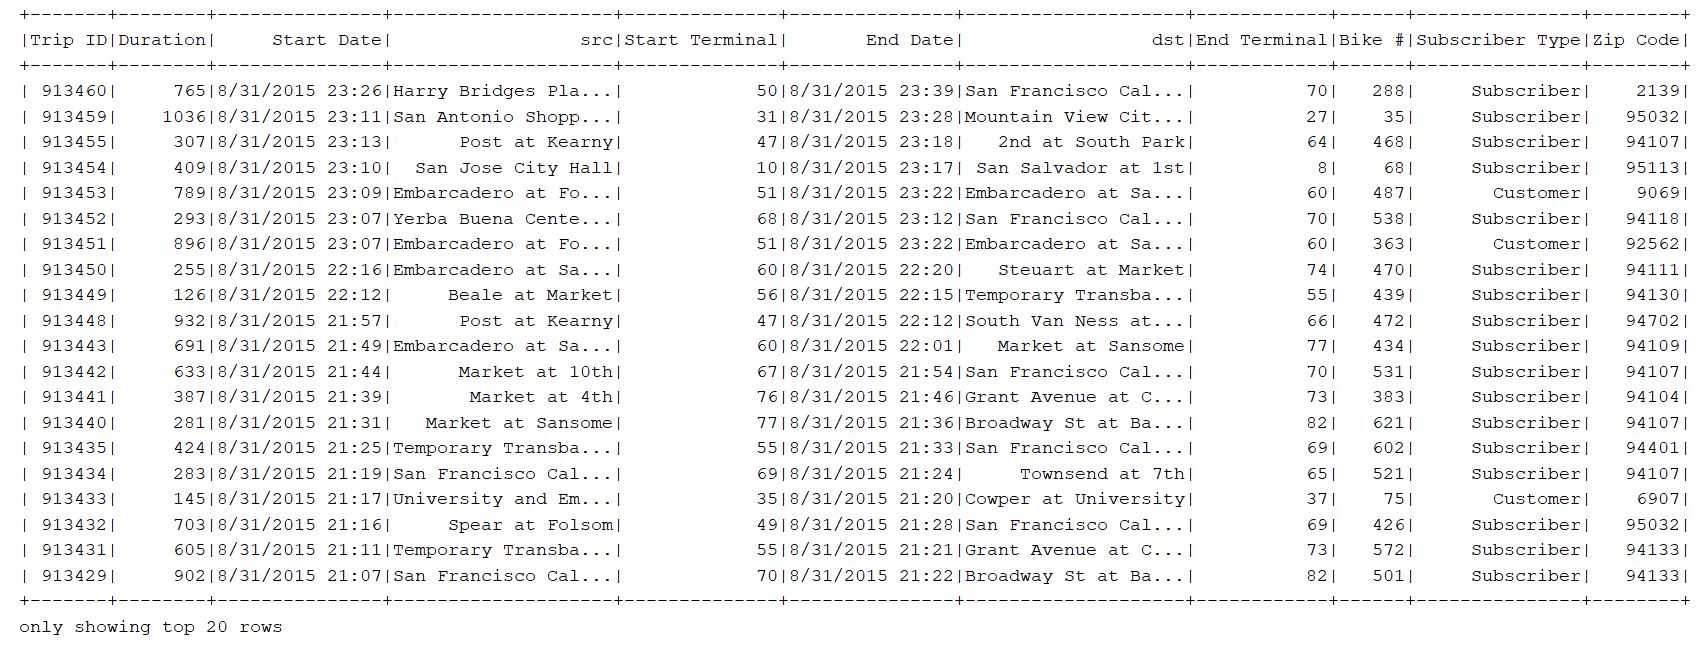 +-------+--------+---------------+--------------------+--------------+---------------+--------------------+------------+------+---------------+--------+
|Trip ID|Duration|     Start Date|                 src|Start Terminal|       End Date|                 dst|End Terminal|Bike #|Subscriber Type|Zip Code|
+-------+--------+---------------+--------------------+--------------+---------------+--------------------+------------+------+---------------+--------+
| 913460|     765|8/31/2015 23:26|Harry Bridges Pla...|            50|8/31/2015 23:39|San Francisco Cal...|          70|   288|     Subscriber|    2139|
| 913459|    1036|8/31/2015 23:11|San Antonio Shopp...|            31|8/31/2015 23:28|Mountain View Cit...|          27|    35|     Subscriber|   95032|
| 913455|     307|8/31/2015 23:13|      Post at Kearny|            47|8/31/2015 23:18|   2nd at South Park|          64|   468|     Subscriber|   94107|
| 913454|     409|8/31/2015 23:10|  San Jose City Hall|            10|8/31/2015 23:17| San Salvador at 1st|           8|    68|     Subscriber|   95113|
| 913453|     789|8/31/2015 23:09|Embarcadero at Fo...|            51|8/31/2015 23:22|Embarcadero at Sa...|          60|   487|       Customer|    9069|
| 913452|     293|8/31/2015 23:07|Yerba Buena Cente...|            68|8/31/2015 23:12|San Francisco Cal...|          70|   538|     Subscriber|   94118|
| 913451|     896|8/31/2015 23:07|Embarcadero at Fo...|            51|8/31/2015 23:22|Embarcadero at Sa...|          60|   363|       Customer|   92562|
| 913450|     255|8/31/2015 22:16|Embarcadero at Sa...|            60|8/31/2015 22:20|   Steuart at Market|          74|   470|     Subscriber|   94111|
| 913449|     126|8/31/2015 22:12|     Beale at Market|            56|8/31/2015 22:15|Temporary Transba...|          55|   439|     Subscriber|   94130|
| 913448|     932|8/31/2015 21:57|      Post at Kearny|            47|8/31/2015 22:12|South Van Ness at...|          66|   472|     Subscriber|   94702|
| 913443|     691|8/31/2015 21:49|Embarcadero at Sa...|            60|8/31/2015 22:01|   Market at Sansome|          77|   434|     Subscriber|   94109|
| 913442|     633|8/31/2015 21:44|      Market at 10th|            67|8/31/2015 21:54|San Francisco Cal...|          70|   531|     Subscriber|   94107|
| 913441|     387|8/31/2015 21:39|       Market at 4th|            76|8/31/2015 21:46|Grant Avenue at C...|          73|   383|     Subscriber|   94104|
| 913440|     281|8/31/2015 21:31|   Market at Sansome|            77|8/31/2015 21:36|Broadway St at Ba...|          82|   621|     Subscriber|   94107|
| 913435|     424|8/31/2015 21:25|Temporary Transba...|            55|8/31/2015 21:33|San Francisco Cal...|          69|   602|     Subscriber|   94401|
| 913434|     283|8/31/2015 21:19|San Francisco Cal...|            69|8/31/2015 21:24|     Townsend at 7th|          65|   521|     Subscriber|   94107|
| 913433|     145|8/31/2015 21:17|University and Em...|            35|8/31/2015 21:20|Cowper at University|          37|    75|       Customer|    6907|
| 913432|     703|8/31/2015 21:16|     Spear at Folsom|            49|8/31/2015 21:28|San Francisco Cal...|          69|   426|     Subscriber|   95032|
| 913431|     605|8/31/2015 21:11|Temporary Transba...|            55|8/31/2015 21:21|Grant Avenue at C...|          73|   572|     Subscriber|   94133|
| 913429|     902|8/31/2015 21:07|San Francisco Cal...|            70|8/31/2015 21:22|Broadway St at Ba...|          82|   501|     Subscriber|   94133|
+-------+--------+---------------+--------------------+--------------+---------------+--------------------+------------+------+---------------+--------+
only showing top 20 rows